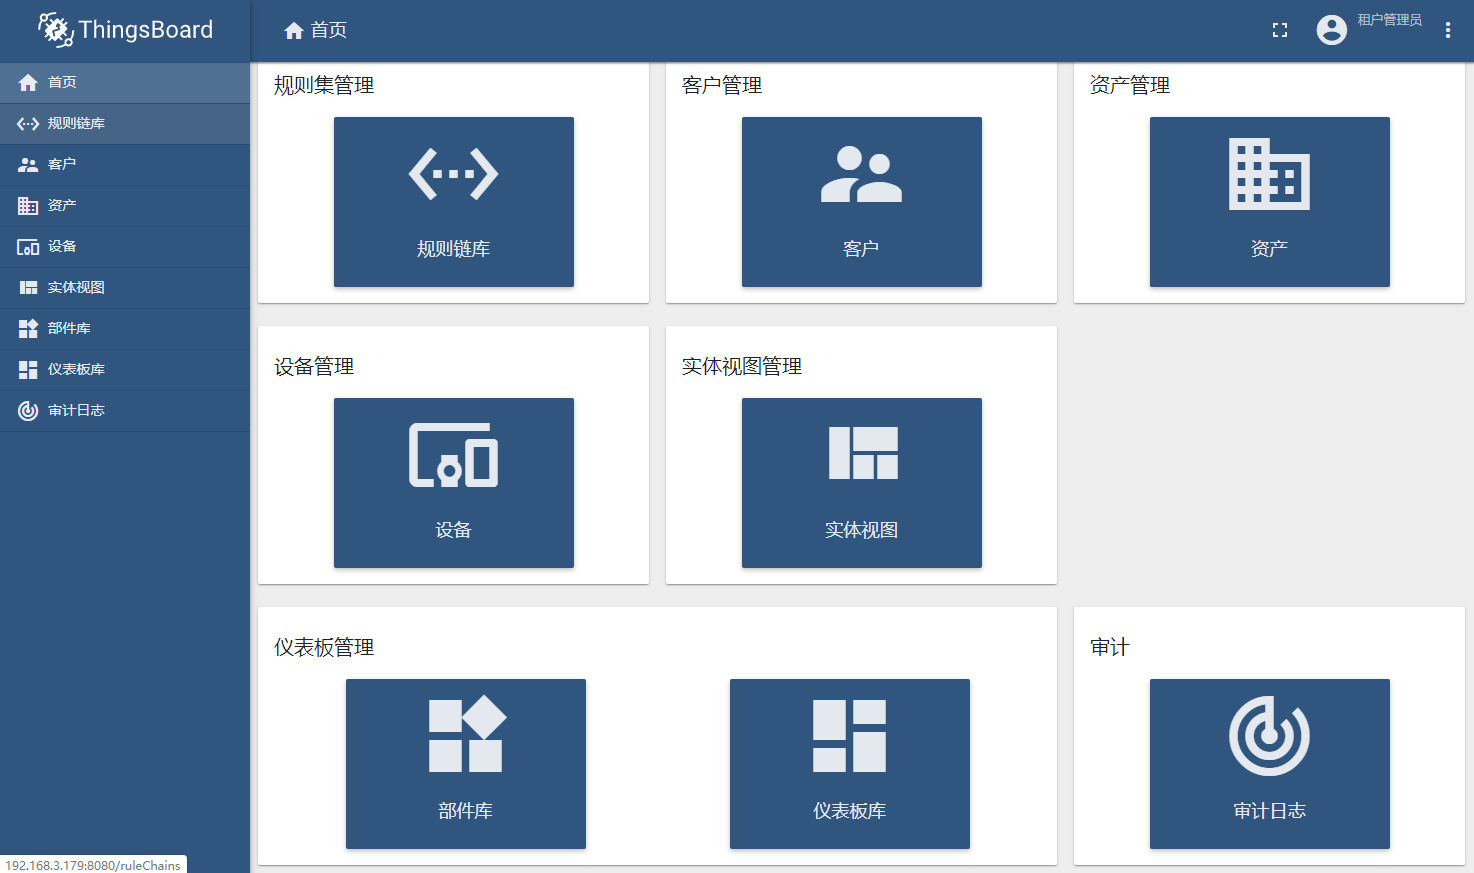 ThingsBoard
首页
租户管理员
首页
规则链库
客户
资产
设备
实体视图
部件库
仪表板库
审计日志
规则集管理
规则链库
客户管理
客户
资产管理
资产
设备管理
设备
实体视图管理
实体视图
仪表板管理
部件库
仪表板库
审计
审计日志
192.168.3.179:8080/ruleChains